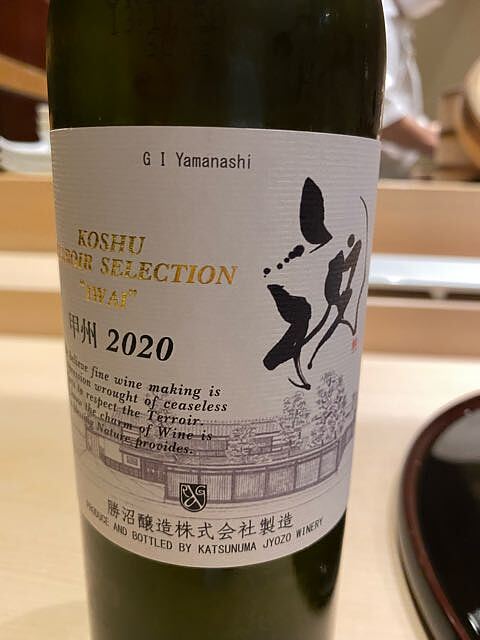 G I Yamanashi
祝
KOSHU
TERROIR SELECTION
"IWAI"
甲州 2020
believe fine wine making is
wrought of ceaseless
to respect the Terroir.
the charm of Wine is
Nature provides.
勝沼醸造株式会社製造
PRODUCE AND BOTTLED BY KATSUNUMA JYOZO WINERY